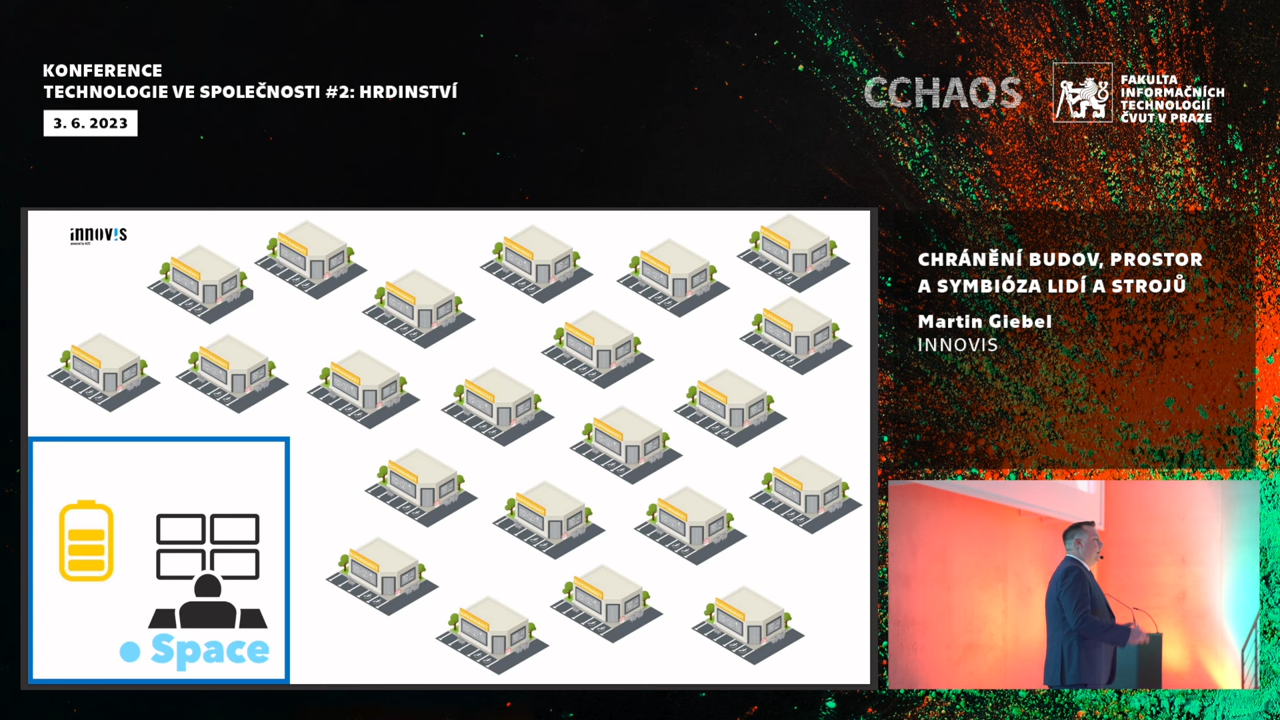 KONFERENCE
TECHNOLOGIE VE SPOLEČNOSTI #2: HRDINSTVÍ
3. 6. 2023
CCHAOS
FAKULTA
INFORMAČNÍCH
TECHNOLOGIÍ
ČVUT V PRAZE
innovis
CHRÁNĚNÍ BUDOV, PROSTOR
A SYMBIÓZA LIDÍ A STROJŮ
Martin Giebel
INNOVIS
Space